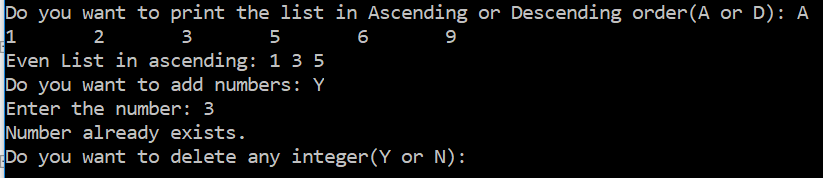 Do you want to print the list in Ascending or Descending order(A or D): A
1 2 3 5 6 9
Even List in ascending: 1 3 5
Do you want to add numbers: Y
Enter the number: 3
Number already exists.
Do you want to delete any integer(Y or N):